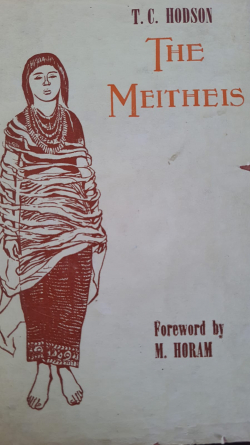 T. C. HODSON
THE
MEITHEIS
Foreword by
M. HORAM